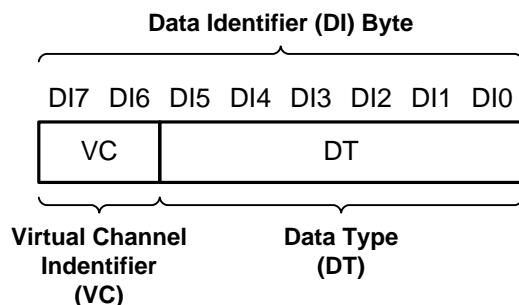 Data Identifier (DI) Byte
DI7 DI6 DI5 DI4 DI3 DI2 DI1 DI0
VC DT
Virtual Channel
Indentifier
(VC)
Data Type
(DT)